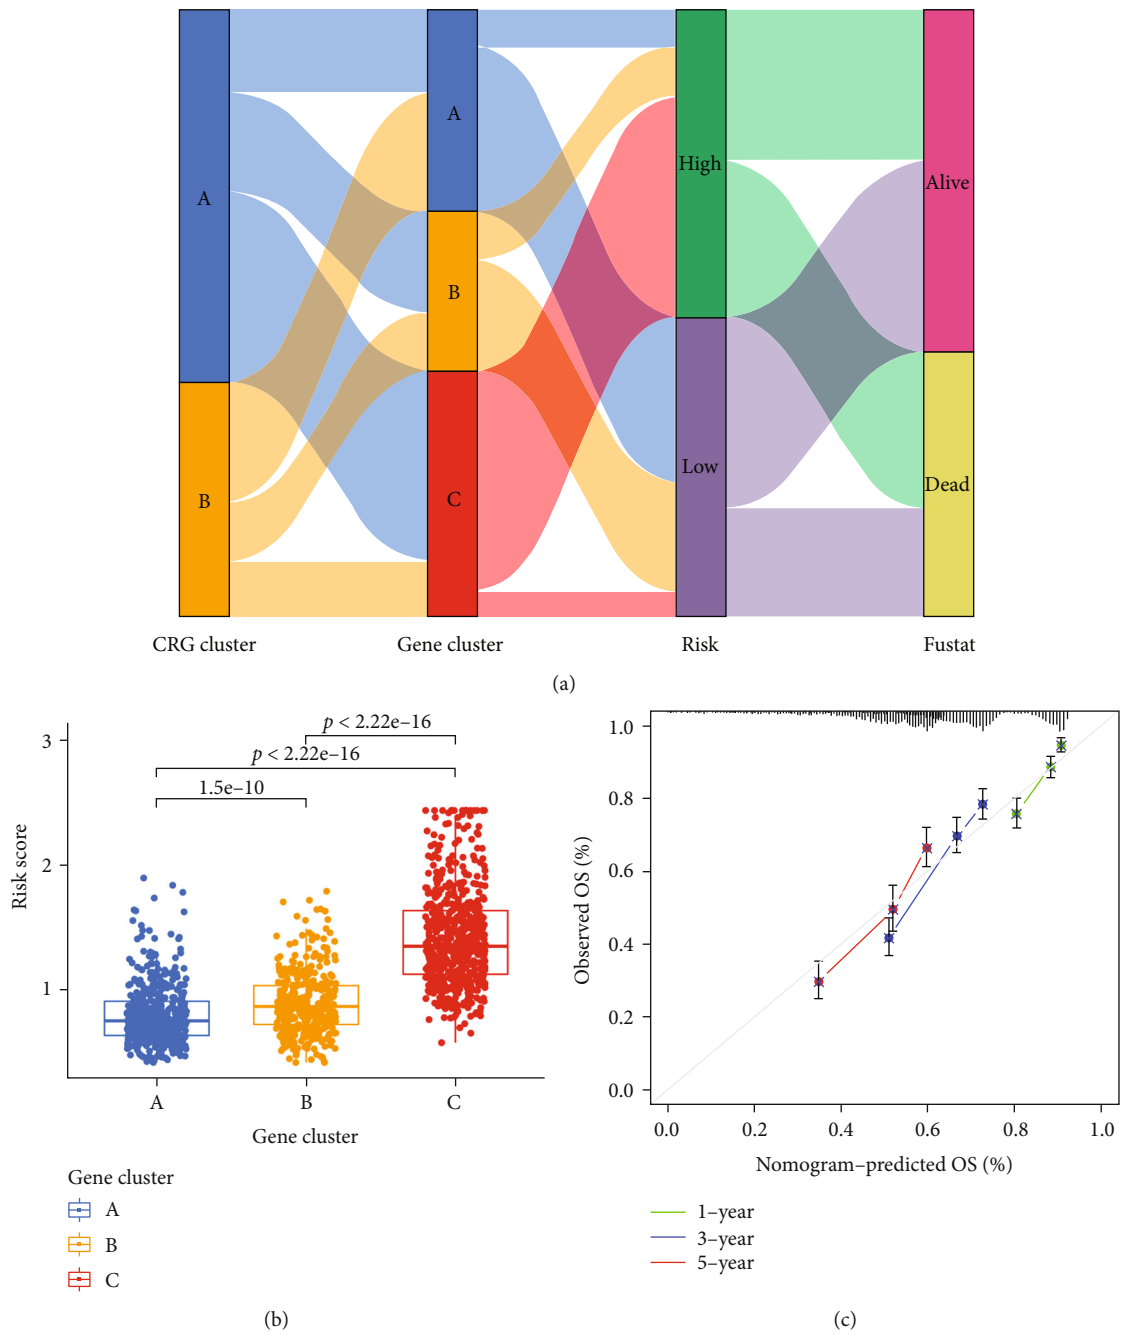 A
B
A
B
C
High
Low
Alive
Dead
CRG cluster
Gene cluster
Risk
Fustat
(a)
p < 2.22e–16
p < 2.22e–16
1.5e–10
3
2
1
Risk score
A
B
C
Gene cluster
Gene cluster
A
B
C
(b)
1.0
0.8
0.6
0.4
0.2
0.0
Observed OS (%)
0.0
0.2
0.4
0.6
0.8
1.0
Nomogram–predicted OS (%)
1–year
3–year
5–year
(c)